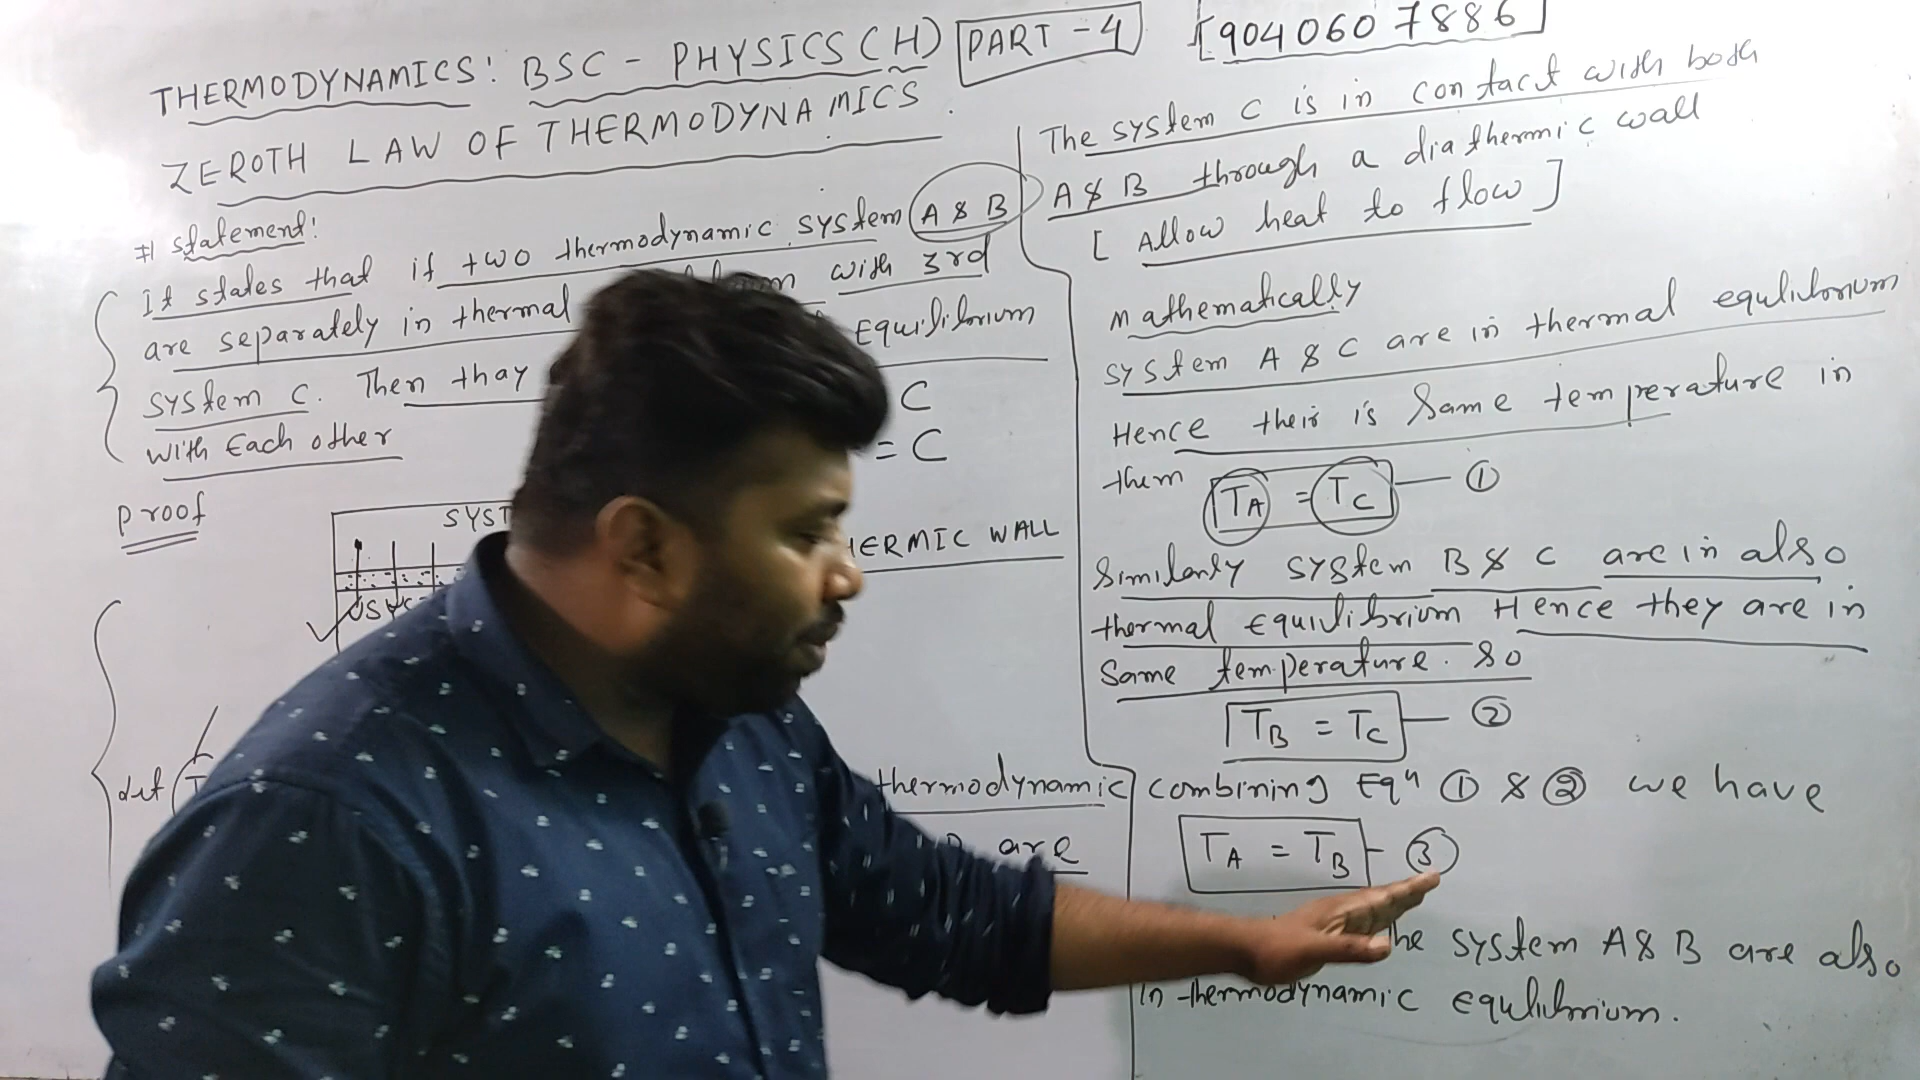 THERMODYNAMICS: BSC - PHYSICS (H) PART - 4
[9040607886]
ZEROTH LAW OF THERMODYNAMICS.
# statement:
It states that if two thermodynamic system A & B
are separately in thermal with 3rd
system C. Then thay Equilibrium
with Each other
C
= C
Proof
SYST
HERMIC WALL
def
thermodynamic
are
The system C is in contact with both
A & B through a diathermic wall
[Allow heat to flow]
Mathematically
system A & C are in thermal equlibrium
Hence their is same temperature in
them TA = TC — ①
Similarly system B & C are in also
thermal Equilibrium Hence they are in
same temperature. So
TB = TC — ②
combining Eqn ① & ② we have
TA = TB - ③
he system A & B are also
in thermodynamic equlibrium.